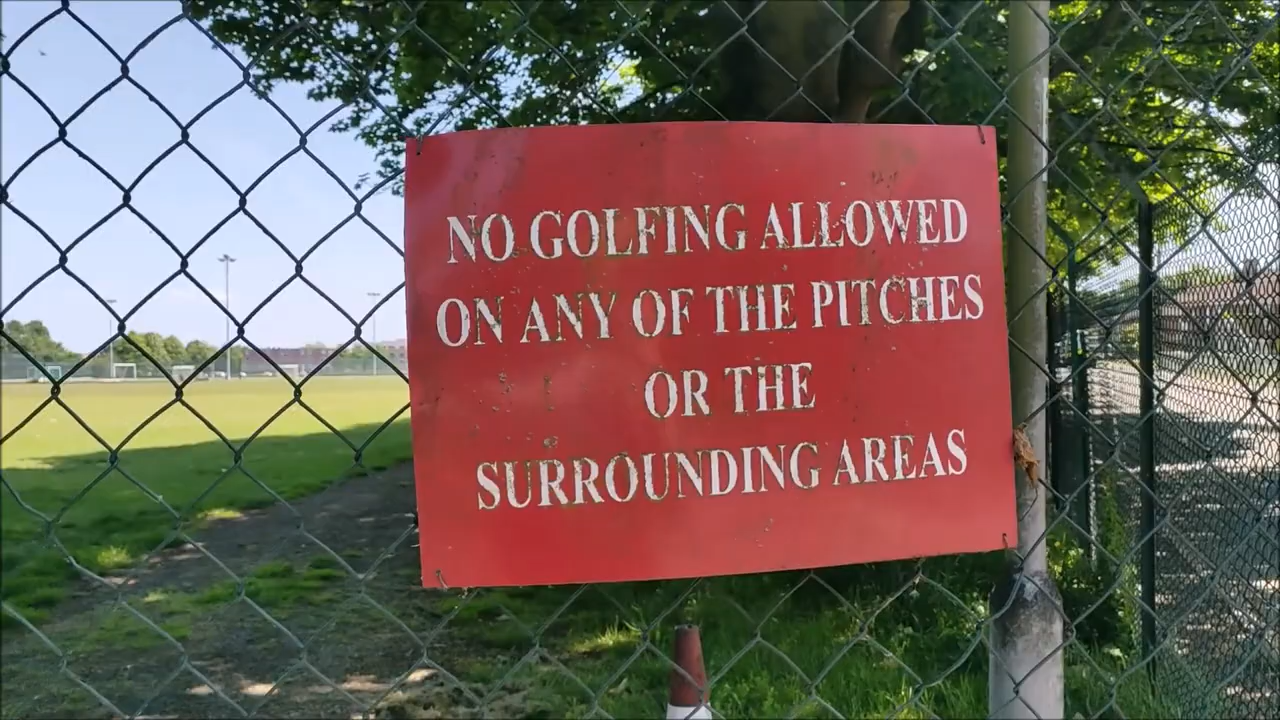 NO GOLFING ALLOWED
ON ANY OF THE PITCHES
OR THE
SURROUNDING AREAS